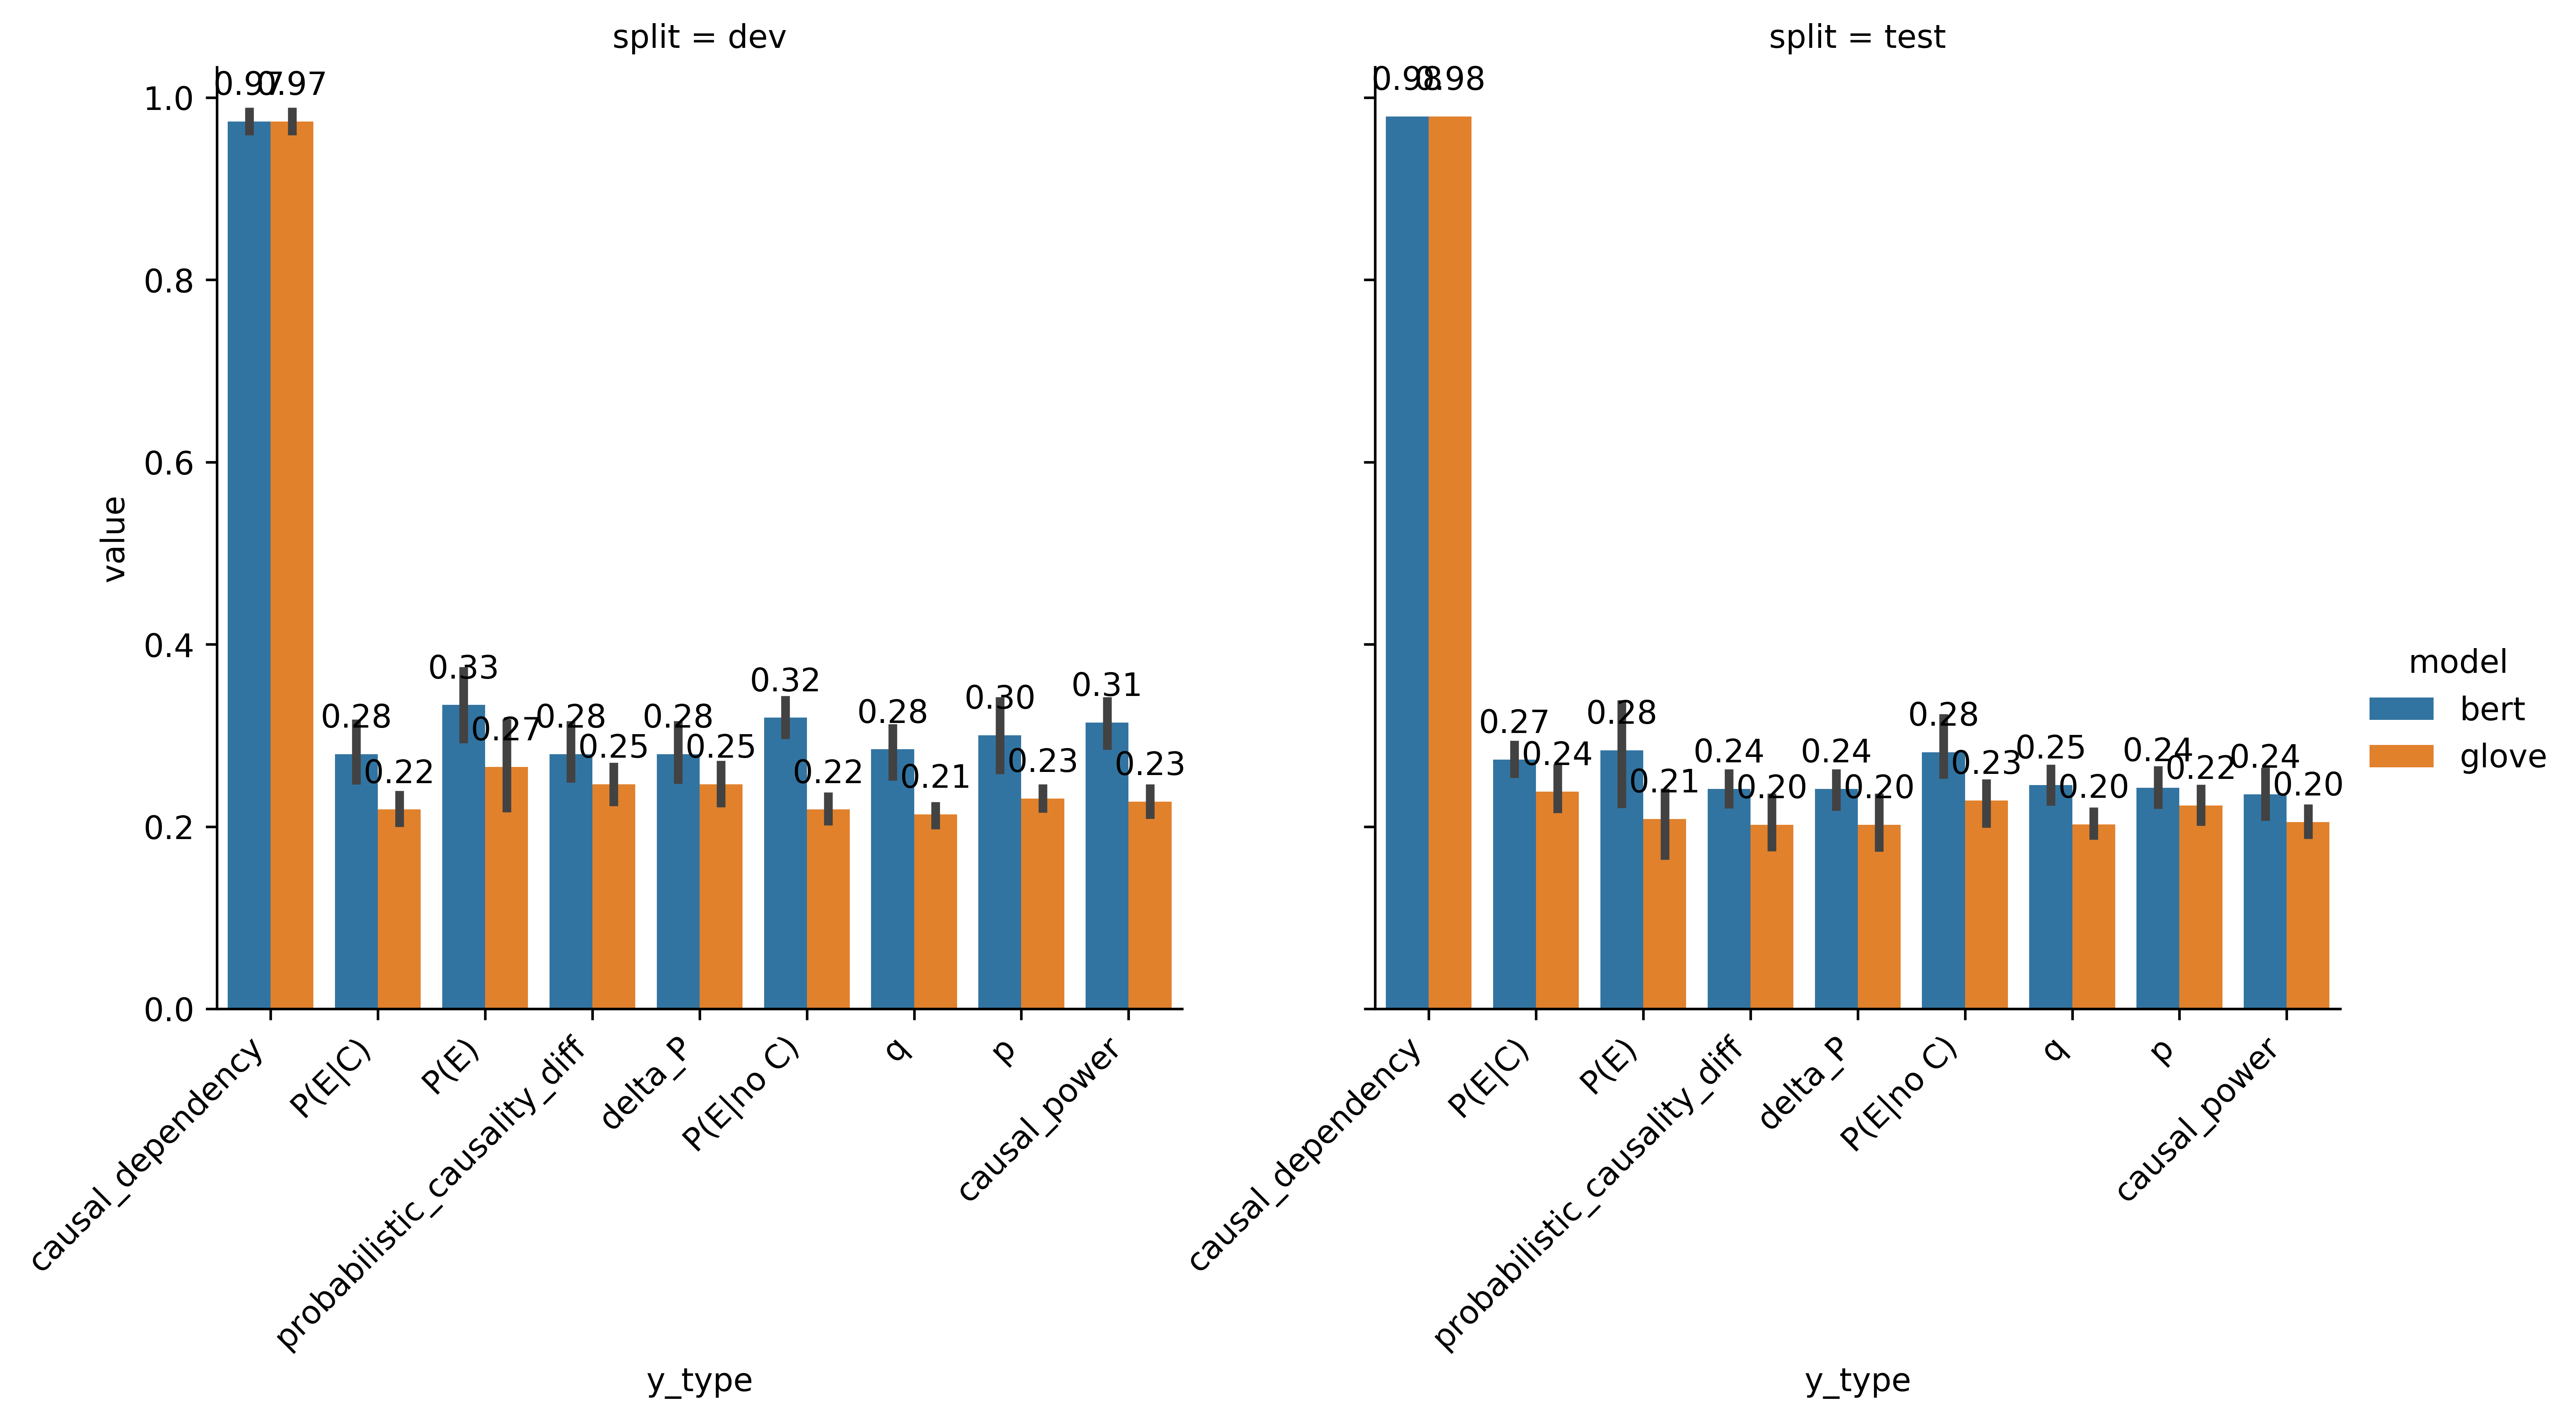 split = dev
0.97
0.97
1.0
0.8
0.6
0.4
0.2
0.0
value
0.28
0.22
0.33
0.27
0.28
0.25
0.28
0.25
0.32
0.22
0.28
0.21
0.30
0.23
0.31
0.23
causal_dependency
P(E|C)
P(E)
probabilistic_causality_diff
delta_P
P(E|no C)
q
p
causal_power
y_type
split = test
0.98
0.98
0.27
0.24
0.28
0.21
0.24
0.20
0.24
0.20
0.28
0.23
0.25
0.20
0.24
0.22
0.24
0.20
causal_dependency
P(E|C)
P(E)
probabilistic_causality_diff
delta_P
P(E|no C)
q
p
causal_power
y_type
model
bert
glove